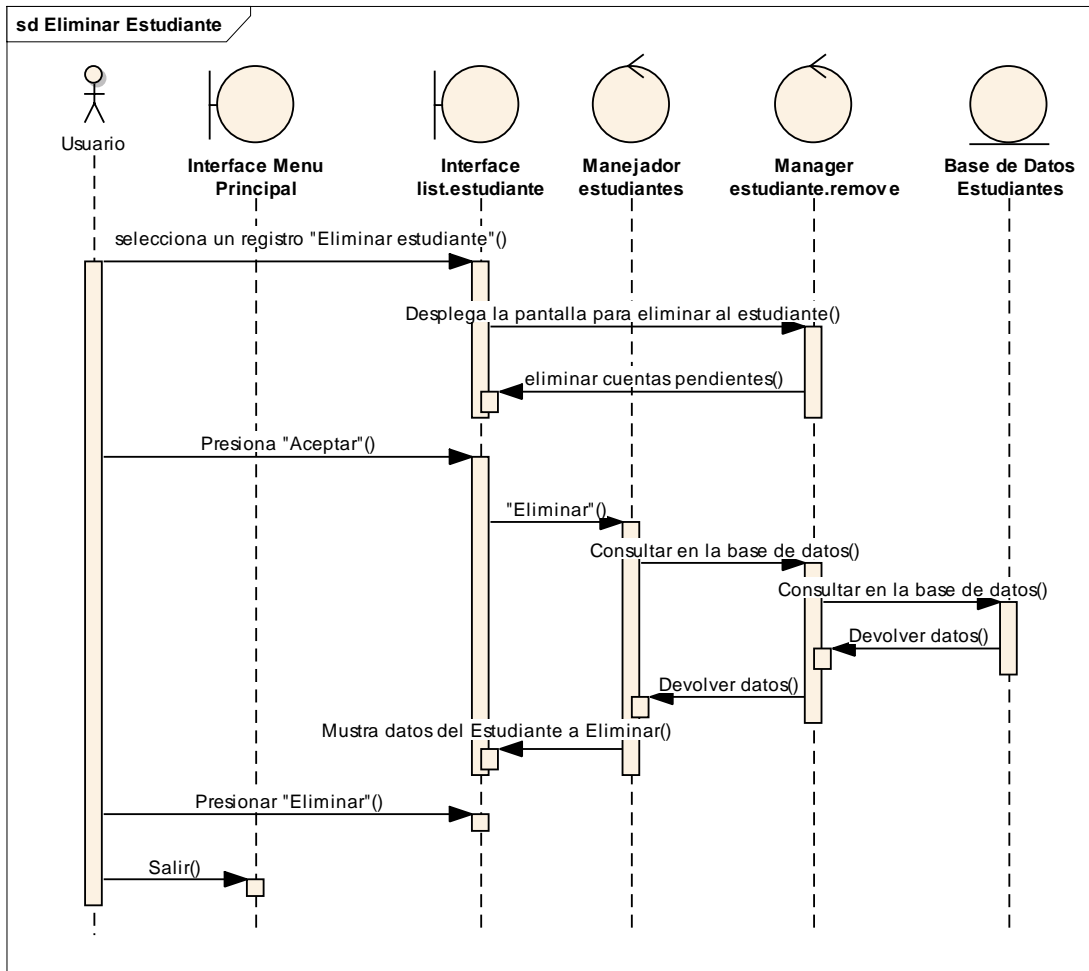 sd Eliminar Estudiante
Usuario
Interface Menu
Principal
Interface
list.estudiante
Manejador
estudiantes
Manager
estudiante.remove
Base de Datos
Estudiantes
selecciona un registro "Eliminar estudiante"()
Desplega la pantalla para eliminar al estudiante()
eliminar cuentas pendientes()
Presiona "Aceptar"()
"Eliminar"()
Consultar en la base de datos()
Consultar en la base de datos()
Devolver datos()
Devolver datos()
Mustra datos del Estudiante a Eliminar()
Presionar "Eliminar"()
Salir()